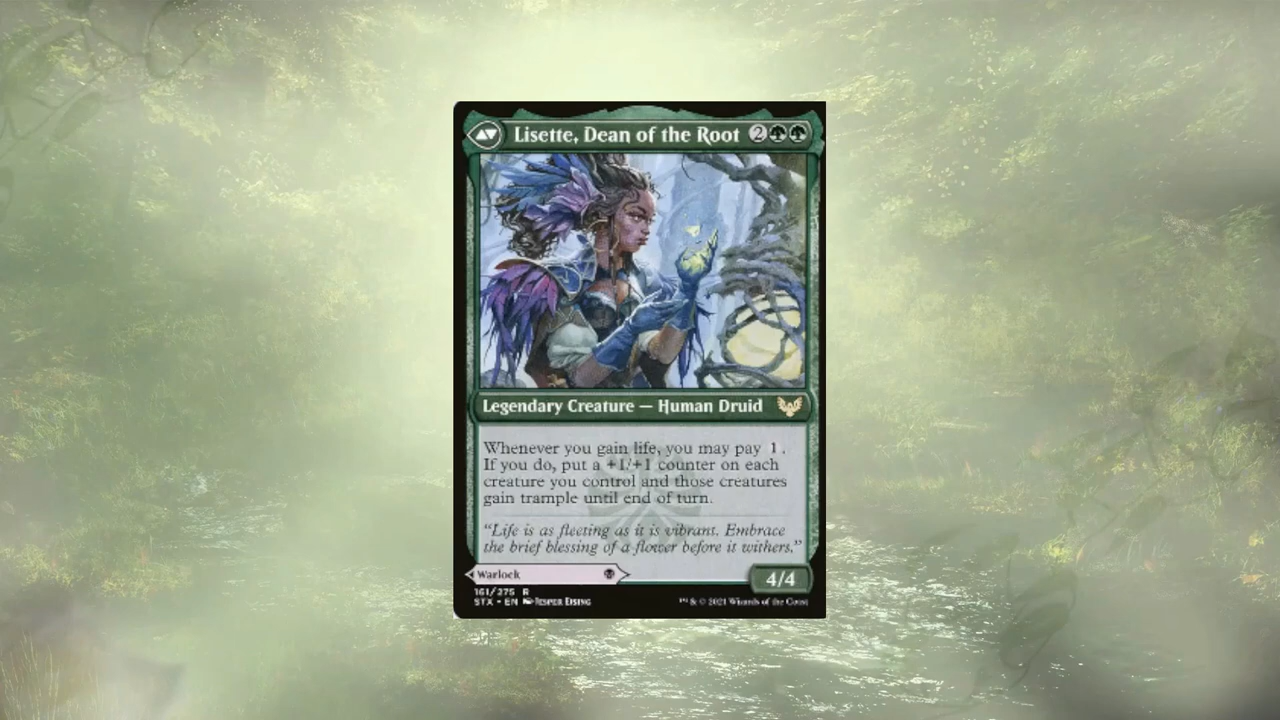 Lisette, Dean of the Root 2
Legendary Creature — Human Druid
Whenever you gain life, you may pay 1.
If you do, put a +1/+1 counter on each
creature you control and those creatures
gain trample until end of turn.
“Life is as fleeting as it is vibrant. Embrace
the brief blessing of a flower before it withers.”
Warlock
4/4
161/275 R
STX • EN Jesper Ejsing
™ & © 2021 Wizards of the Coast